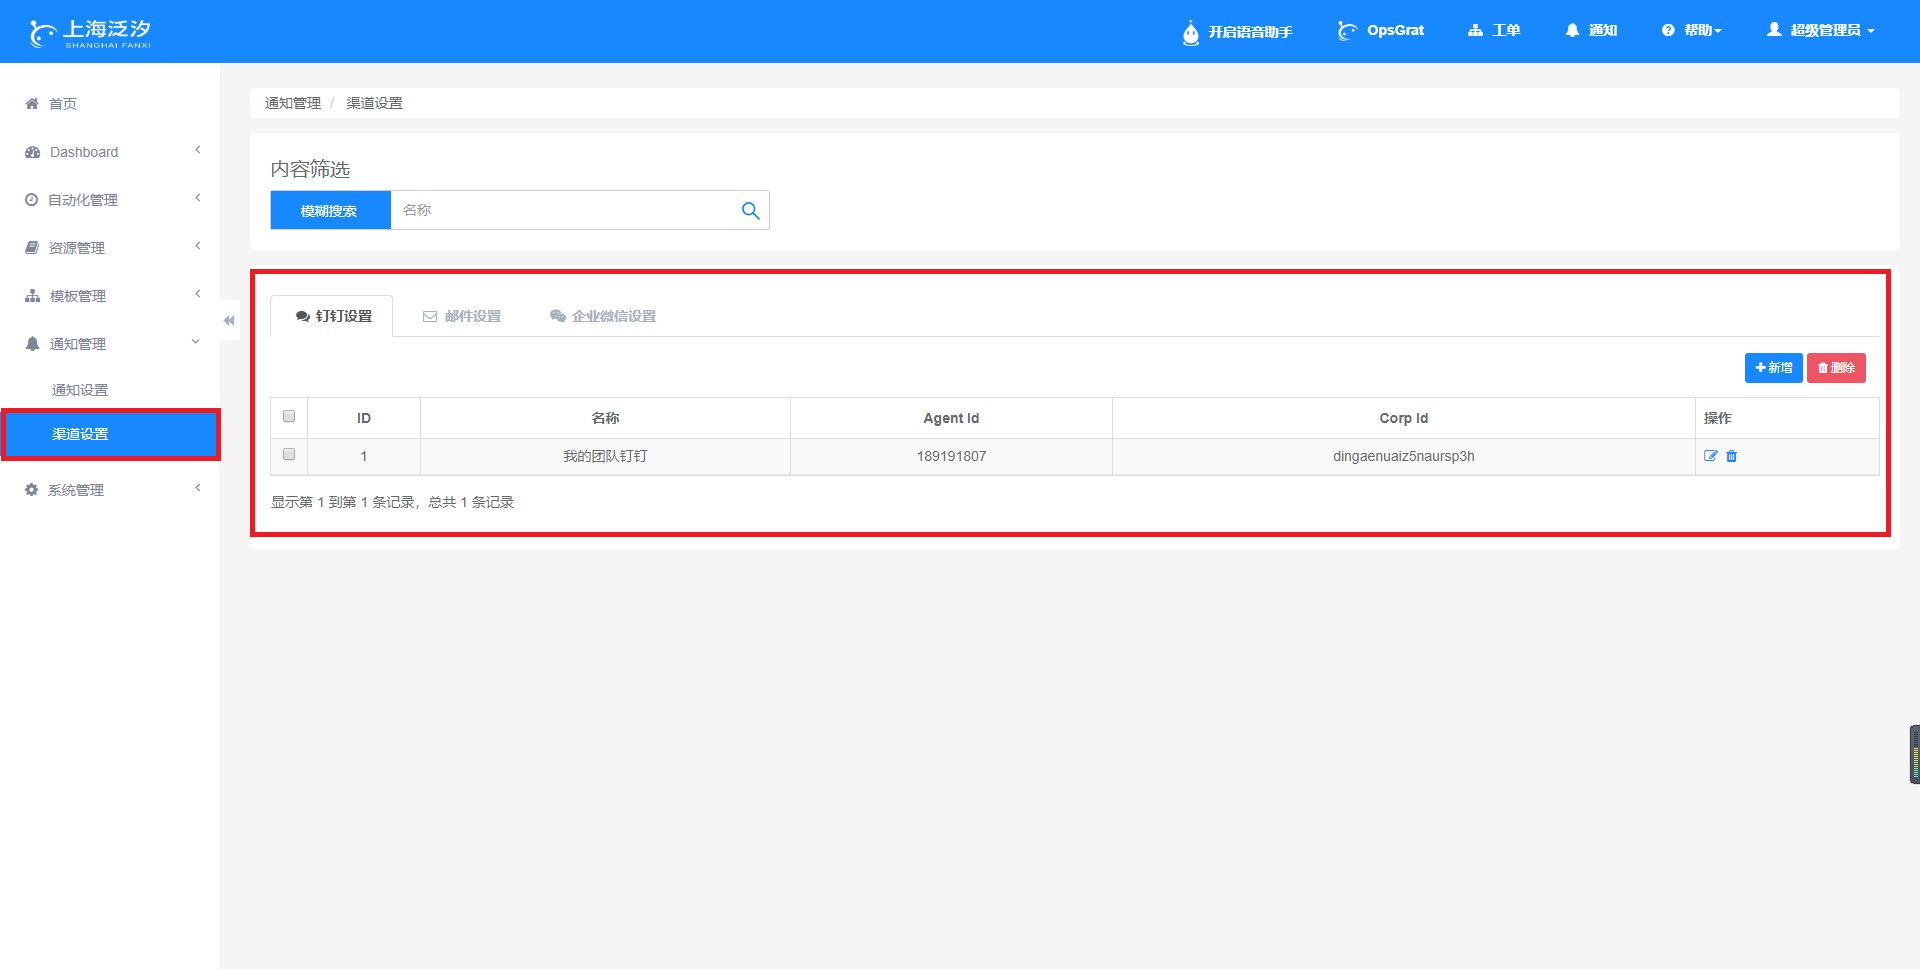 上海泛汐
SHANGHAI FANXI
开启语音助手
OpsGrat
工单
通知
帮助
超级管理员
首页
Dashboard
自动化管理
资源管理
模板管理
通知管理
通知设置
渠道设置
系统管理
通知管理 / 渠道设置
内容筛选
模糊搜索 名称
钉钉设置 邮件设置 企业微信设置
新增 删除
ID 名称 Agent Id Corp Id 操作
1 我的团队钉钉 189191807 dingaenuaiz5naursp3h
显示第 1 到第 1 条记录，总共 1 条记录